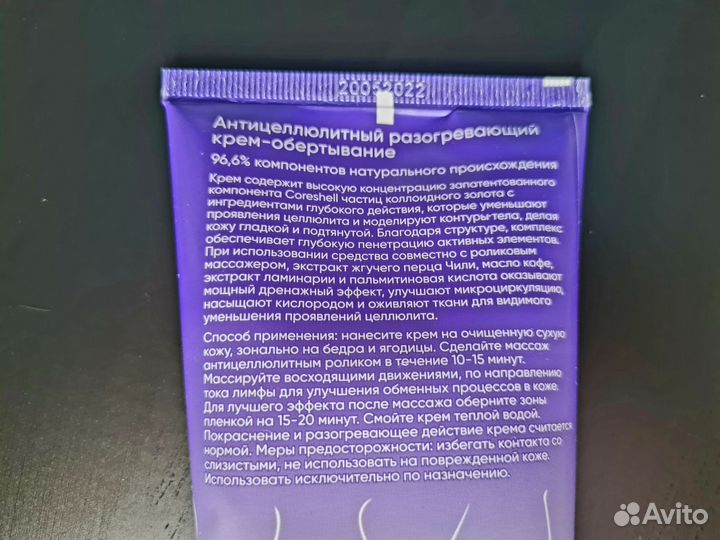 20052022
Антицеллюлитный разогревающий
крем-обертывание
96,6% компонентов натурального происхождения
Крем содержит высокую концентрацию запатентованного
компонента Coreshell частиц коллоидного золота с
ингредиентами глубокого действия, которые уменьшают
проявления целлюлита и моделируют контуры тела, делая
кожу гладкой и подтянутой. Благодаря структуре, комплекс
обеспечивает глубокую пенетрацию активных элементов.
При использовании средства совместно с роликовым
массажером, экстракт жгучего перца Чили, масло кофе,
экстракт ламинарии и пальмитиновая кислота оказывают
мощный дренажный эффект, улучшают микроциркуляцию,
насыщают кислородом и оживляют ткани для видимого
уменьшения проявлений целлюлита.
Способ применения: нанесите крем на очищенную сухую
кожу, зонально на бедра и ягодицы. Сделайте массаж
антицеллюлитным роликом в течение 10-15 минут.
Массируйте восходящими движениями, по направлению
тока лимфы для улучшения обменных процессов в коже.
Для лучшего эффекта после массажа оберните зоны
пленкой на 15-20 минут. Смойте крем теплой водой.
Покраснение и разогревающее действие крема считается
нормой. Меры предосторожности: избегать контакта со
слизистыми, не использовать на поврежденной коже.
Использовать исключительно по назначению.
Avito